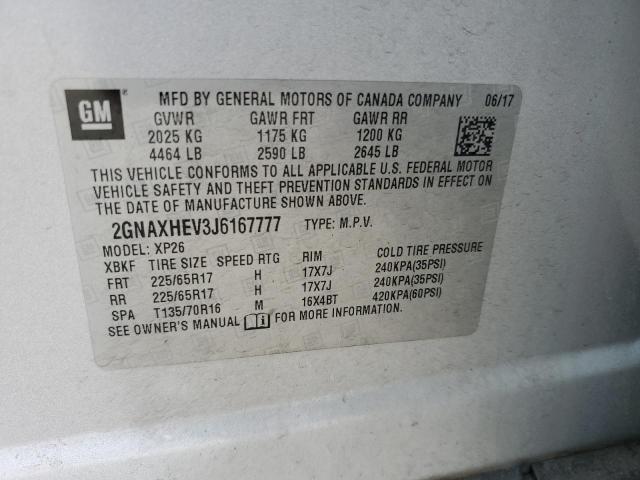 GM
MFD BY GENERAL MOTORS OF CANADA COMPANY 06/17
GVWR GAWR FRT GAWR RR
2025 KG 1175 KG 1200 KG
4464 LB 2590 LB 2645 LB
THIS VEHICLE CONFORMS TO ALL APPLICABLE U.S. FEDERAL MOTOR
VEHICLE SAFETY AND THEFT PREVENTION STANDARDS IN EFFECT ON
THE DATE OF MANUFACTURE SHOWN ABOVE.
2GNAXHEV3J6167777 TYPE: M.P.V.
MODEL: XP26
XBKF TIRE SIZE SPEED RTG RIM COLD TIRE PRESSURE
FRT 225/65R17 H 17X7J 240KPA(35PSI)
RR 225/65R17 H 17X7J 240KPA(35PSI)
SPA T135/70R16 M 16X4BT 420KPA(60PSI)
SEE OWNER'S MANUAL FOR MORE INFORMATION.